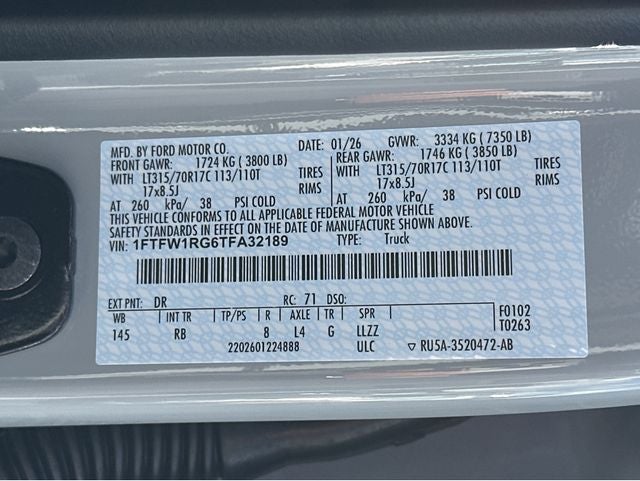 MFD. BY FORD MOTOR CO. DATE: 01/26 GVWR: 3334 KG ( 7350 LB)
FRONT GAWR: 1724 KG ( 3800 LB) REAR GAWR: 1746 KG ( 3850 LB)
WITH LT315/70R17C 113/110T TIRES WITH LT315/70R17C 113/110T TIRES
17x8.5J RIMS 17x8.5J RIMS
AT 260 kPa/ 38 PSI COLD AT 260 kPa/ 38 PSI COLD
THIS VEHICLE CONFORMS TO ALL APPLICABLE FEDERAL MOTOR VEHICLE
SAFETY STANDARDS IN EFFECT ON THE DATE OF MANUFACTURE SHOWN ABOVE.
VIN: 1FTFW1RG6TFA32189 TYPE: Truck
EXT PNT: DR RC: 71 DSO:
WB INT TR TP/PS R AXLE TR SPR F0102
145 RB 8 L4 G LLZZ T0263
2202601224888 ULC ▽ RU5A-3520472-AB